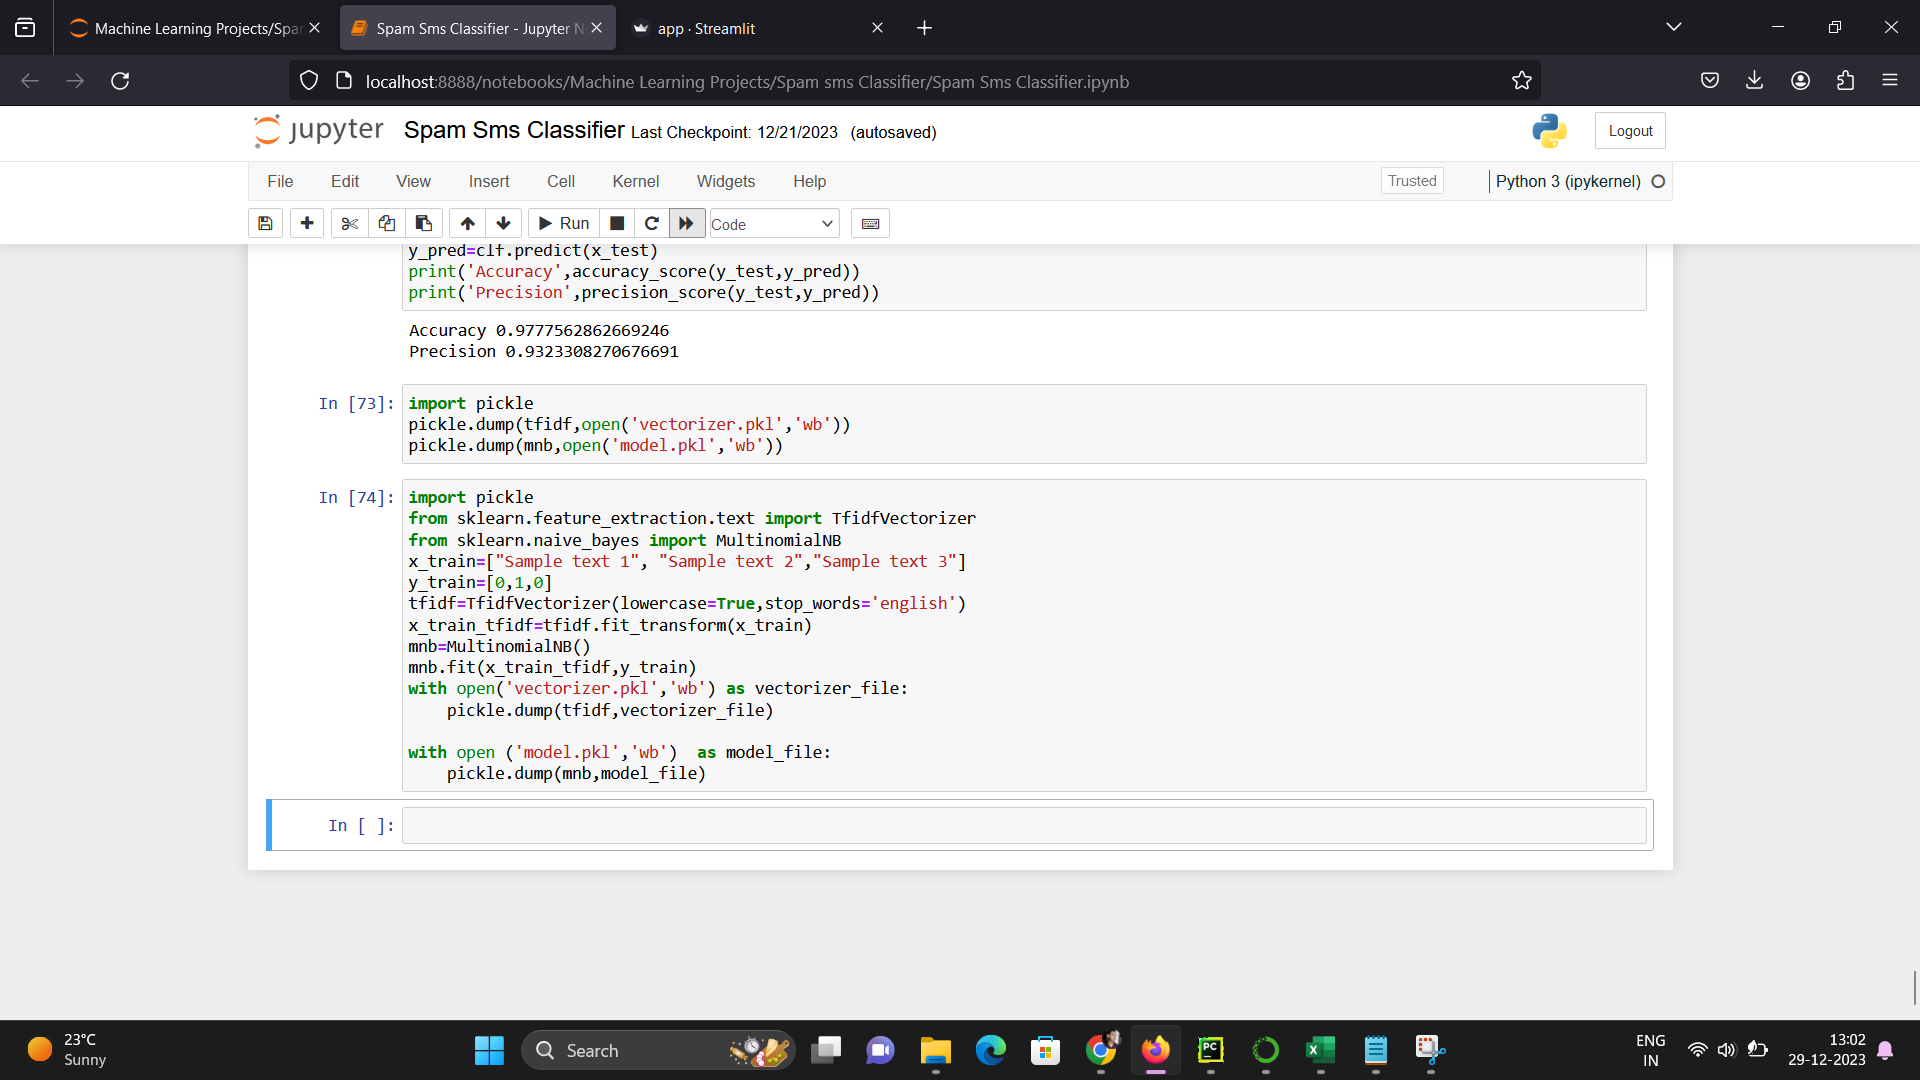 Machine Learning Projects/Spar
Spam Sms Classifier - Jupyter N
app · Streamlit
localhost:8888/notebooks/Machine Learning Projects/Spam sms Classifier/Spam Sms Classifier.ipynb
jupyter Spam Sms Classifier Last Checkpoint: 12/21/2023 (autosaved)
Logout
File Edit View Insert Cell Kernel Widgets Help
Trusted
Python 3 (ipykernel)
Run
Code
y_pred=clf.predict(x_test)
print('Accuracy',accuracy_score(y_test,y_pred))
print('Precision',precision_score(y_test,y_pred))
Accuracy 0.9777562862669246
Precision 0.9323308270676691
In [73]:
import pickle
pickle.dump(tfidf,open('vectorizer.pkl','wb'))
pickle.dump(mnb,open('model.pkl','wb'))
In [74]:
import pickle
from sklearn.feature_extraction.text import TfidfVectorizer
from sklearn.naive_bayes import MultinomialNB
x_train=["Sample text 1", "Sample text 2","Sample text 3"]
y_train=[0,1,0]
tfidf=TfidfVectorizer(lowercase=True,stop_words='english')
x_train_tfidf=tfidf.fit_transform(x_train)
mnb=MultinomialNB()
mnb.fit(x_train_tfidf,y_train)
with open('vectorizer.pkl','wb') as vectorizer_file:
    pickle.dump(tfidf,vectorizer_file)
with open ('model.pkl','wb')  as model_file:
    pickle.dump(mnb,model_file)
In [ ]:
23°C
Sunny
Search
PC
X
ENG
IN
13:02
29-12-2023